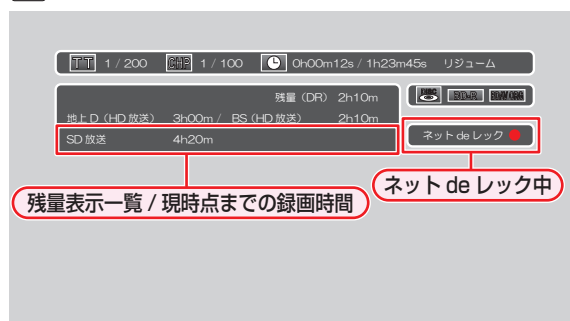 TT 1 / 200 CHP 1 / 100 0h00m12s / 1h23m45s リジューム
残量（DR） 2h10m
DISC BD-R BDAV ORG
地上D（HD放送） 3h00m / BS（HD放送） 2h10m
SD放送 4h20m
ネット de レック
残量表示一覧 / 現時点までの録画時間
ネット de レック中